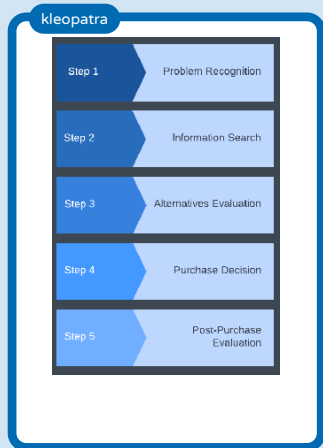 kleopatra
Step 1
Problem Recognition
Step 2
Information Search
Step 3
Alternatives Evaluation
Step 4
Purchase Decision
Step 5
Post-Purchase
Evaluation